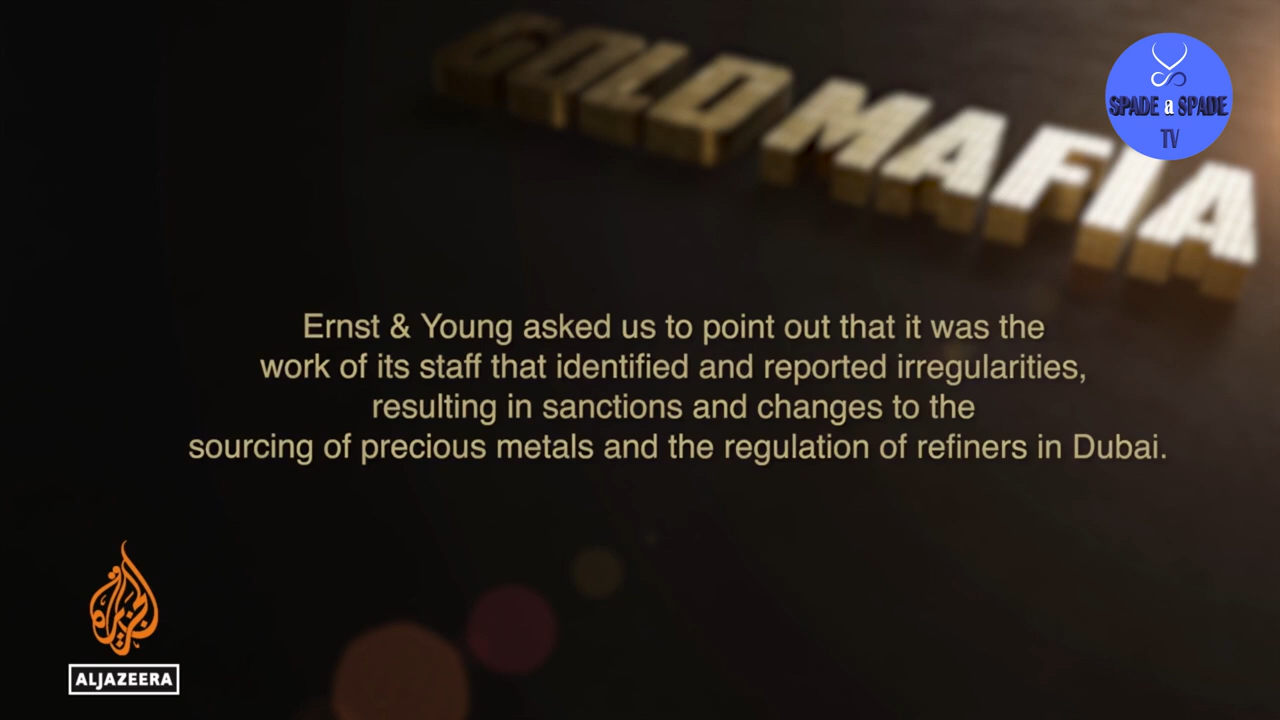 GOLD MAFIA
SPADE a SPADE
TV
Ernst & Young asked us to point out that it was the
work of its staff that identified and reported irregularities,
resulting in sanctions and changes to the
sourcing of precious metals and the regulation of refiners in Dubai.
الجزيرة
ALJAZEERA